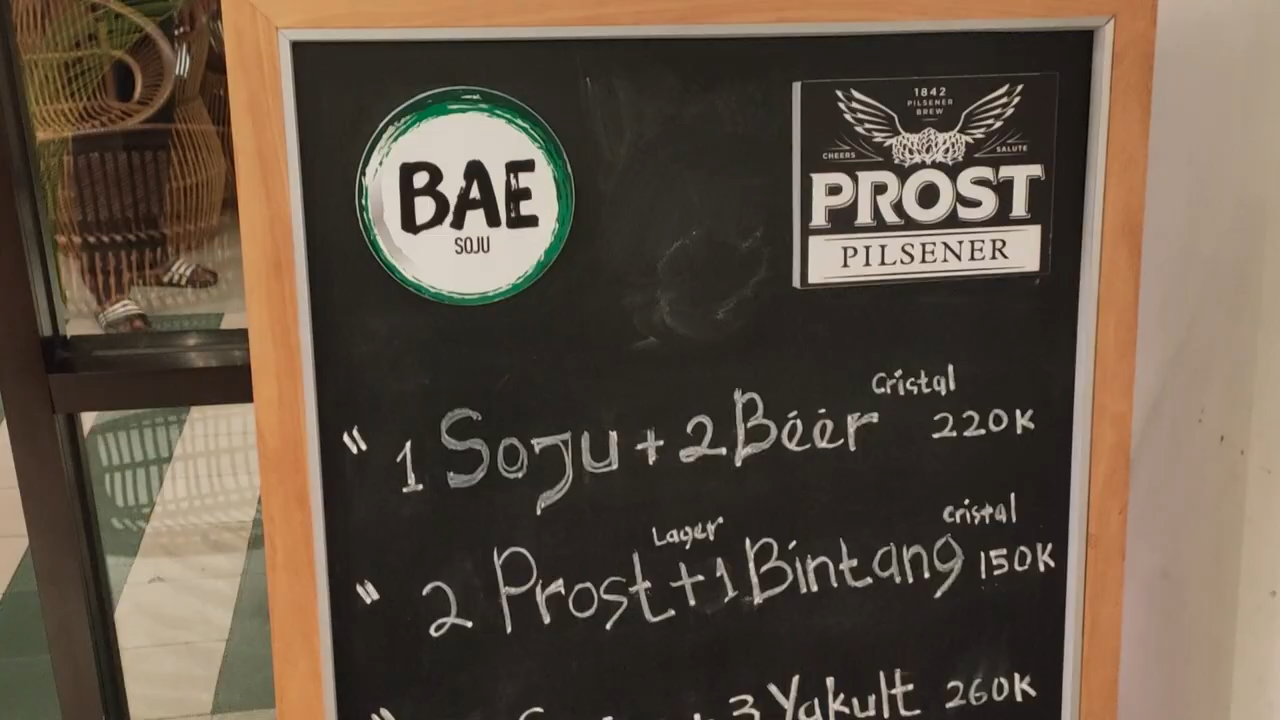 BAE
SOJU
1842
PILSENER
BREW
CHEERS
SALUTE
PROST
PILSENER
" 1 Soju + 2 Béér Cristal 220K
" 2 Prost Lager + 1 Bintang cristal 150K
" 3 Yakult 260K